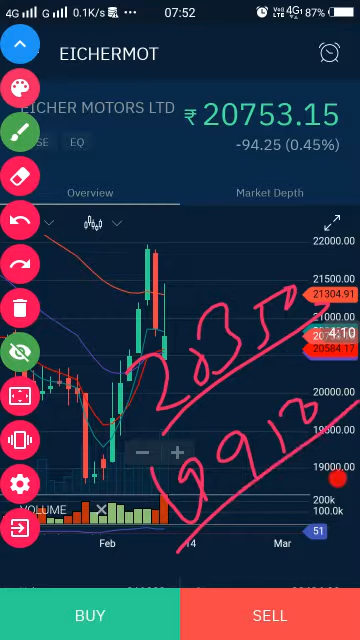 4G G 0.1K/s ... 07:52 4G 87%
EICHERMOT
EICHER MOTORS LTD
₹ 20753.15
-94.25 (0.45%)
EQ
Overview Market Depth
22000.00
21500.00
21304.91
4:10
20584.17
20000.00
19500.00
19000.00
20350
19910
VOLUME
200k
100.0k
51
Feb 14 Mar
BUY SELL